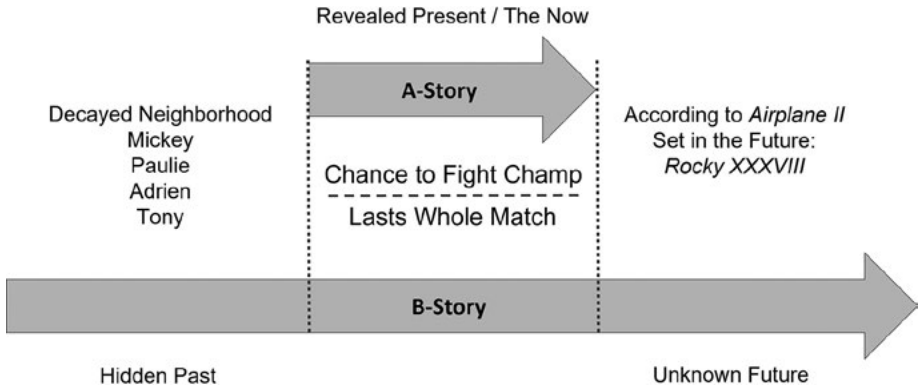 Revealed Present / The Now
A-Story
Decayed Neighborhood
Mickey
Paulie
Adrien
Tony
Chance to Fight Champ
Lasts Whole Match
According to Airplane II
Set in the Future:
Rocky XXXVIII
B-Story
Hidden Past
Unknown Future